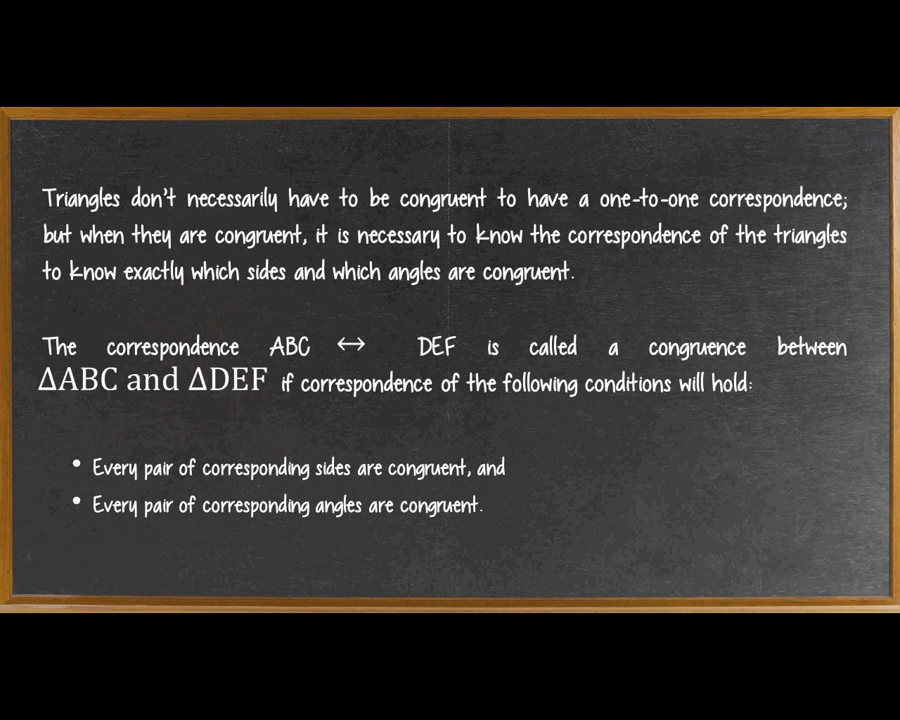 Triangles don't necessarily have to be congruent to have a one-to-one correspondence;
but when they are congruent, it is necessary to know the correspondence of the triangles
to know exactly which sides and which angles are congruent.
The correspondence ABC ↔ DEF is called a congruence between
ΔABC and ΔDEF if correspondence of the following conditions will hold:
• Every pair of corresponding sides are congruent, and
• Every pair of corresponding angles are congruent.